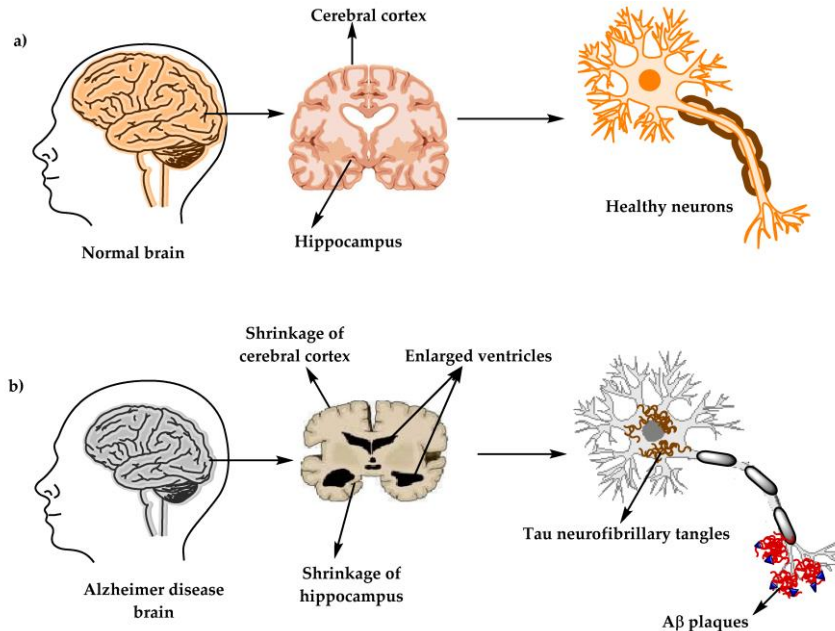 Cerebral cortex
a)
Healthy neurons
Hippocampus
Normal brain
Shrinkage of
cerebral cortex
Enlarged ventricles
b)
Tau neurofibrillary tangles
Shrinkage of
hippocampus
Alzheimer disease
brain
Aβ plaques